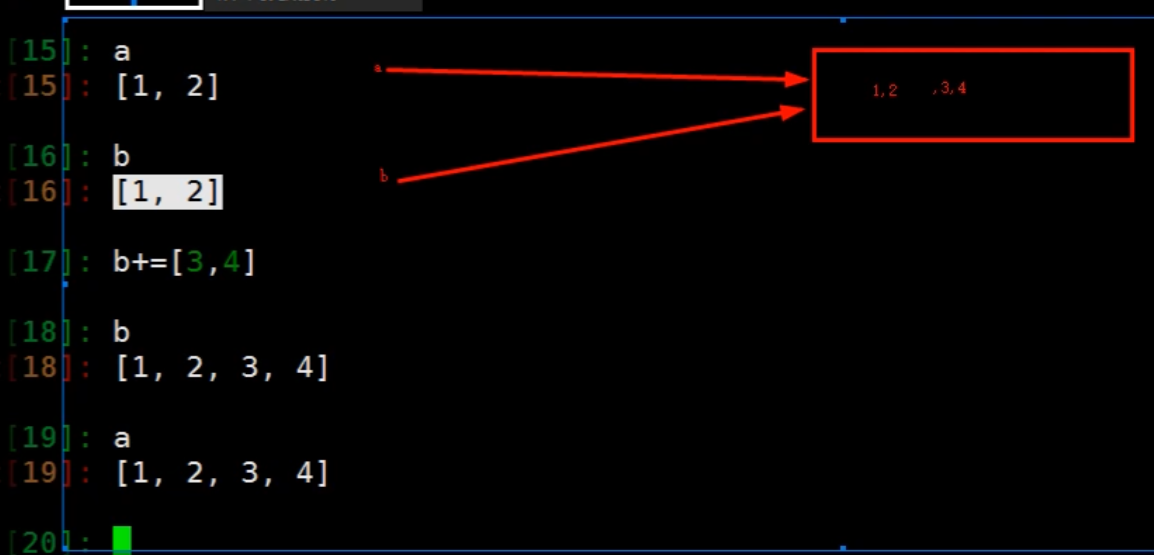 [15]: a
[15]: [1, 2]
[16]: b
[16]: [1, 2]
[17]: b+=[3,4]
[18]: b
[18]: [1, 2, 3, 4]
[19]: a
[19]: [1, 2, 3, 4]
[20]:
a
b
1,2 ,3,4